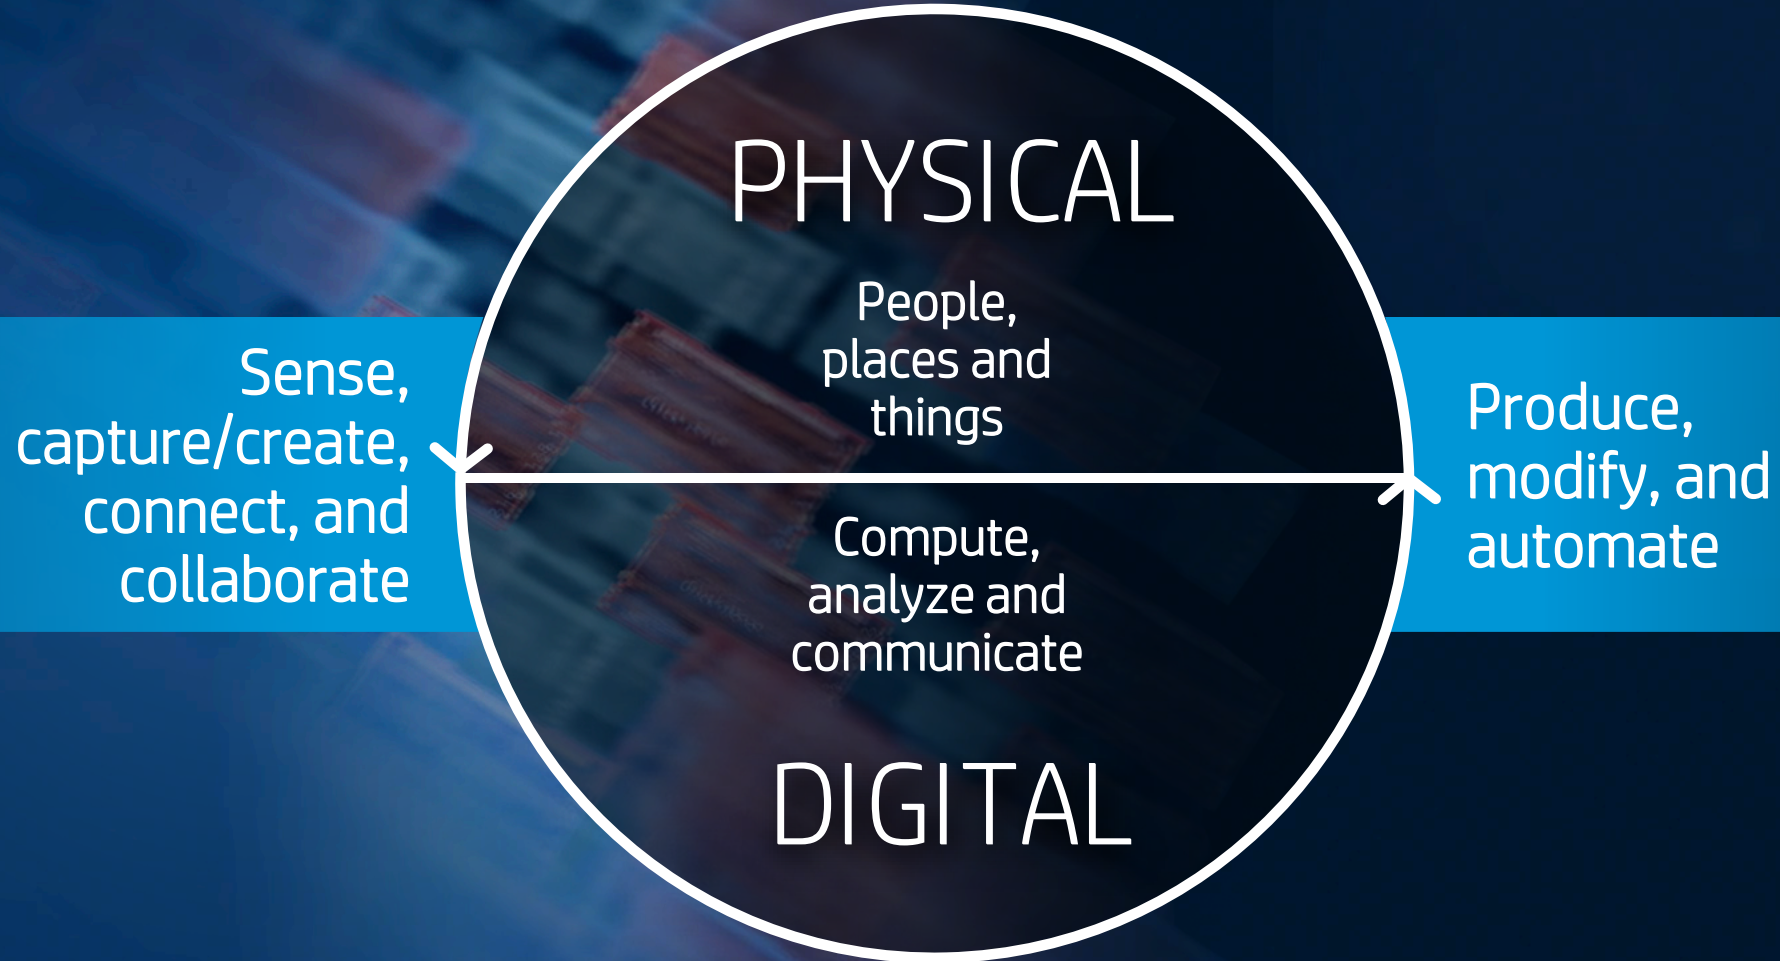 PHYSICAL
People,
places and
things
Sense,
capture/create,
connect, and
collaborate
Produce,
modify, and
automate
Compute,
analyze and
communicate
DIGITAL